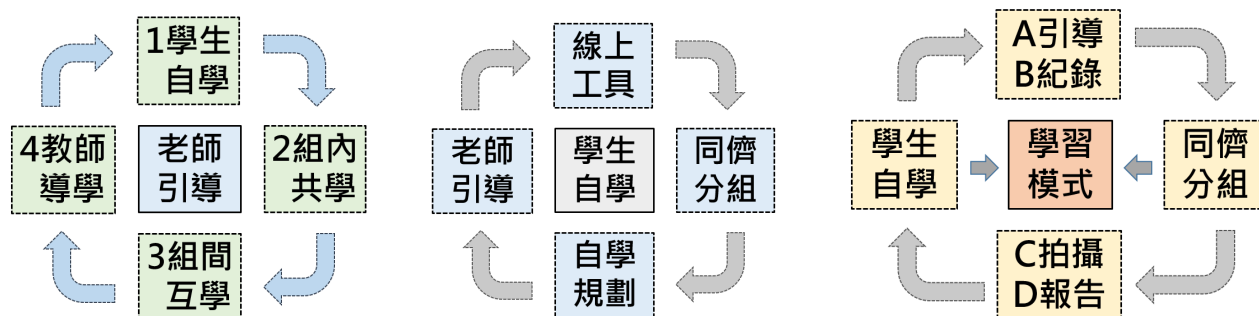 1學生
自學
4教師
導學
老師
引導
2組內
共學
3組間
互學
線上
工具
老師
引導
學生
自學
同儕
分組
自學
規劃
A引導
B紀錄
學生
自學
學習
模式
同儕
分組
C拍攝
D報告